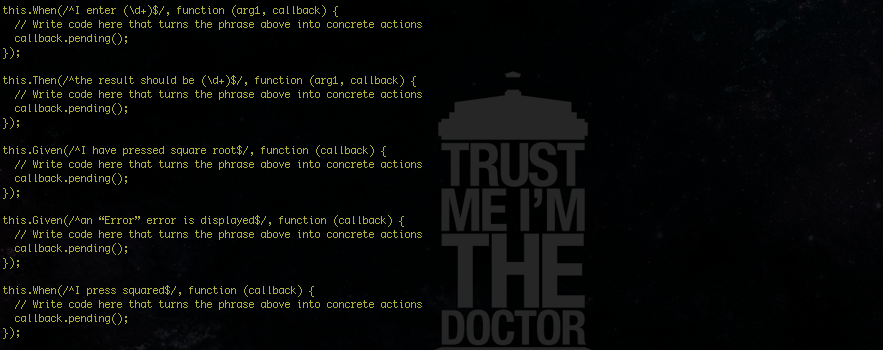 this.When(/^I enter (\d+)$/, function (arg1, callback) {
  // Write code here that turns the phrase above into concrete actions
  callback.pending();
});

this.Then(/^the result should be (\d+)$/, function (arg1, callback) {
  // Write code here that turns the phrase above into concrete actions
  callback.pending();
});

this.Given(/^I have pressed square root$/, function (callback) {
  // Write code here that turns the phrase above into concrete actions
  callback.pending();
});

this.Given(/^an “Error” error is displayed$/, function (callback) {
  // Write code here that turns the phrase above into concrete actions
  callback.pending();
});

this.When(/^I press squared$/, function (callback) {
  // Write code here that turns the phrase above into concrete actions
  callback.pending();
});
TRUST
ME I'M
THE
DOCTOR